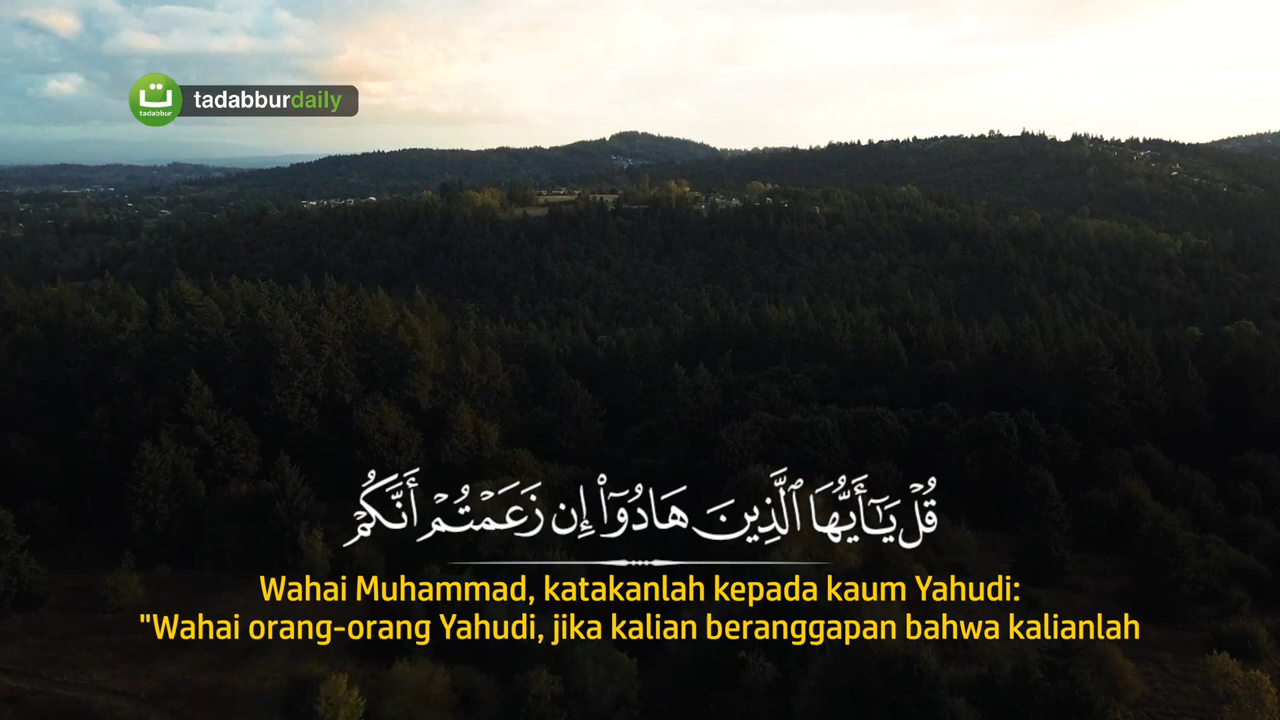 ت
tadabbur
tadabburdaily
قُلْ يَـٰٓأَيُّهَا ٱلَّذِينَ هَادُوٓا۟ إِن زَعَمْتُمْ أَنَّكُمْ
Wahai Muhammad, katakanlah kepada kaum Yahudi:
"Wahai orang-orang Yahudi, jika kalian beranggapan bahwa kalianlah